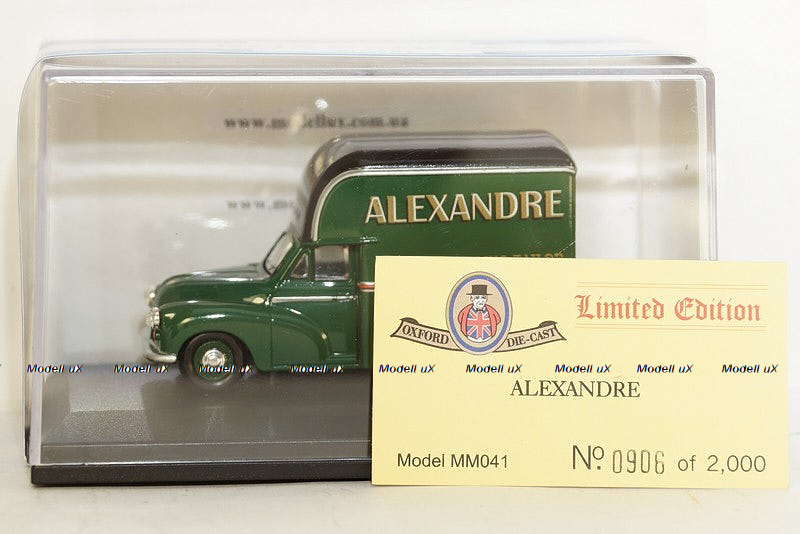 www.modellux.com.ua
ALEXANDRE
Limited Edition
OXFORD DIE-CAST
Modell uX Modell uX Modell uX Modell uX Modell uX Modell uX Modell uX Modell uX Modell uX
ALEXANDRE
Model MM041 Nº 0906 of 2,000